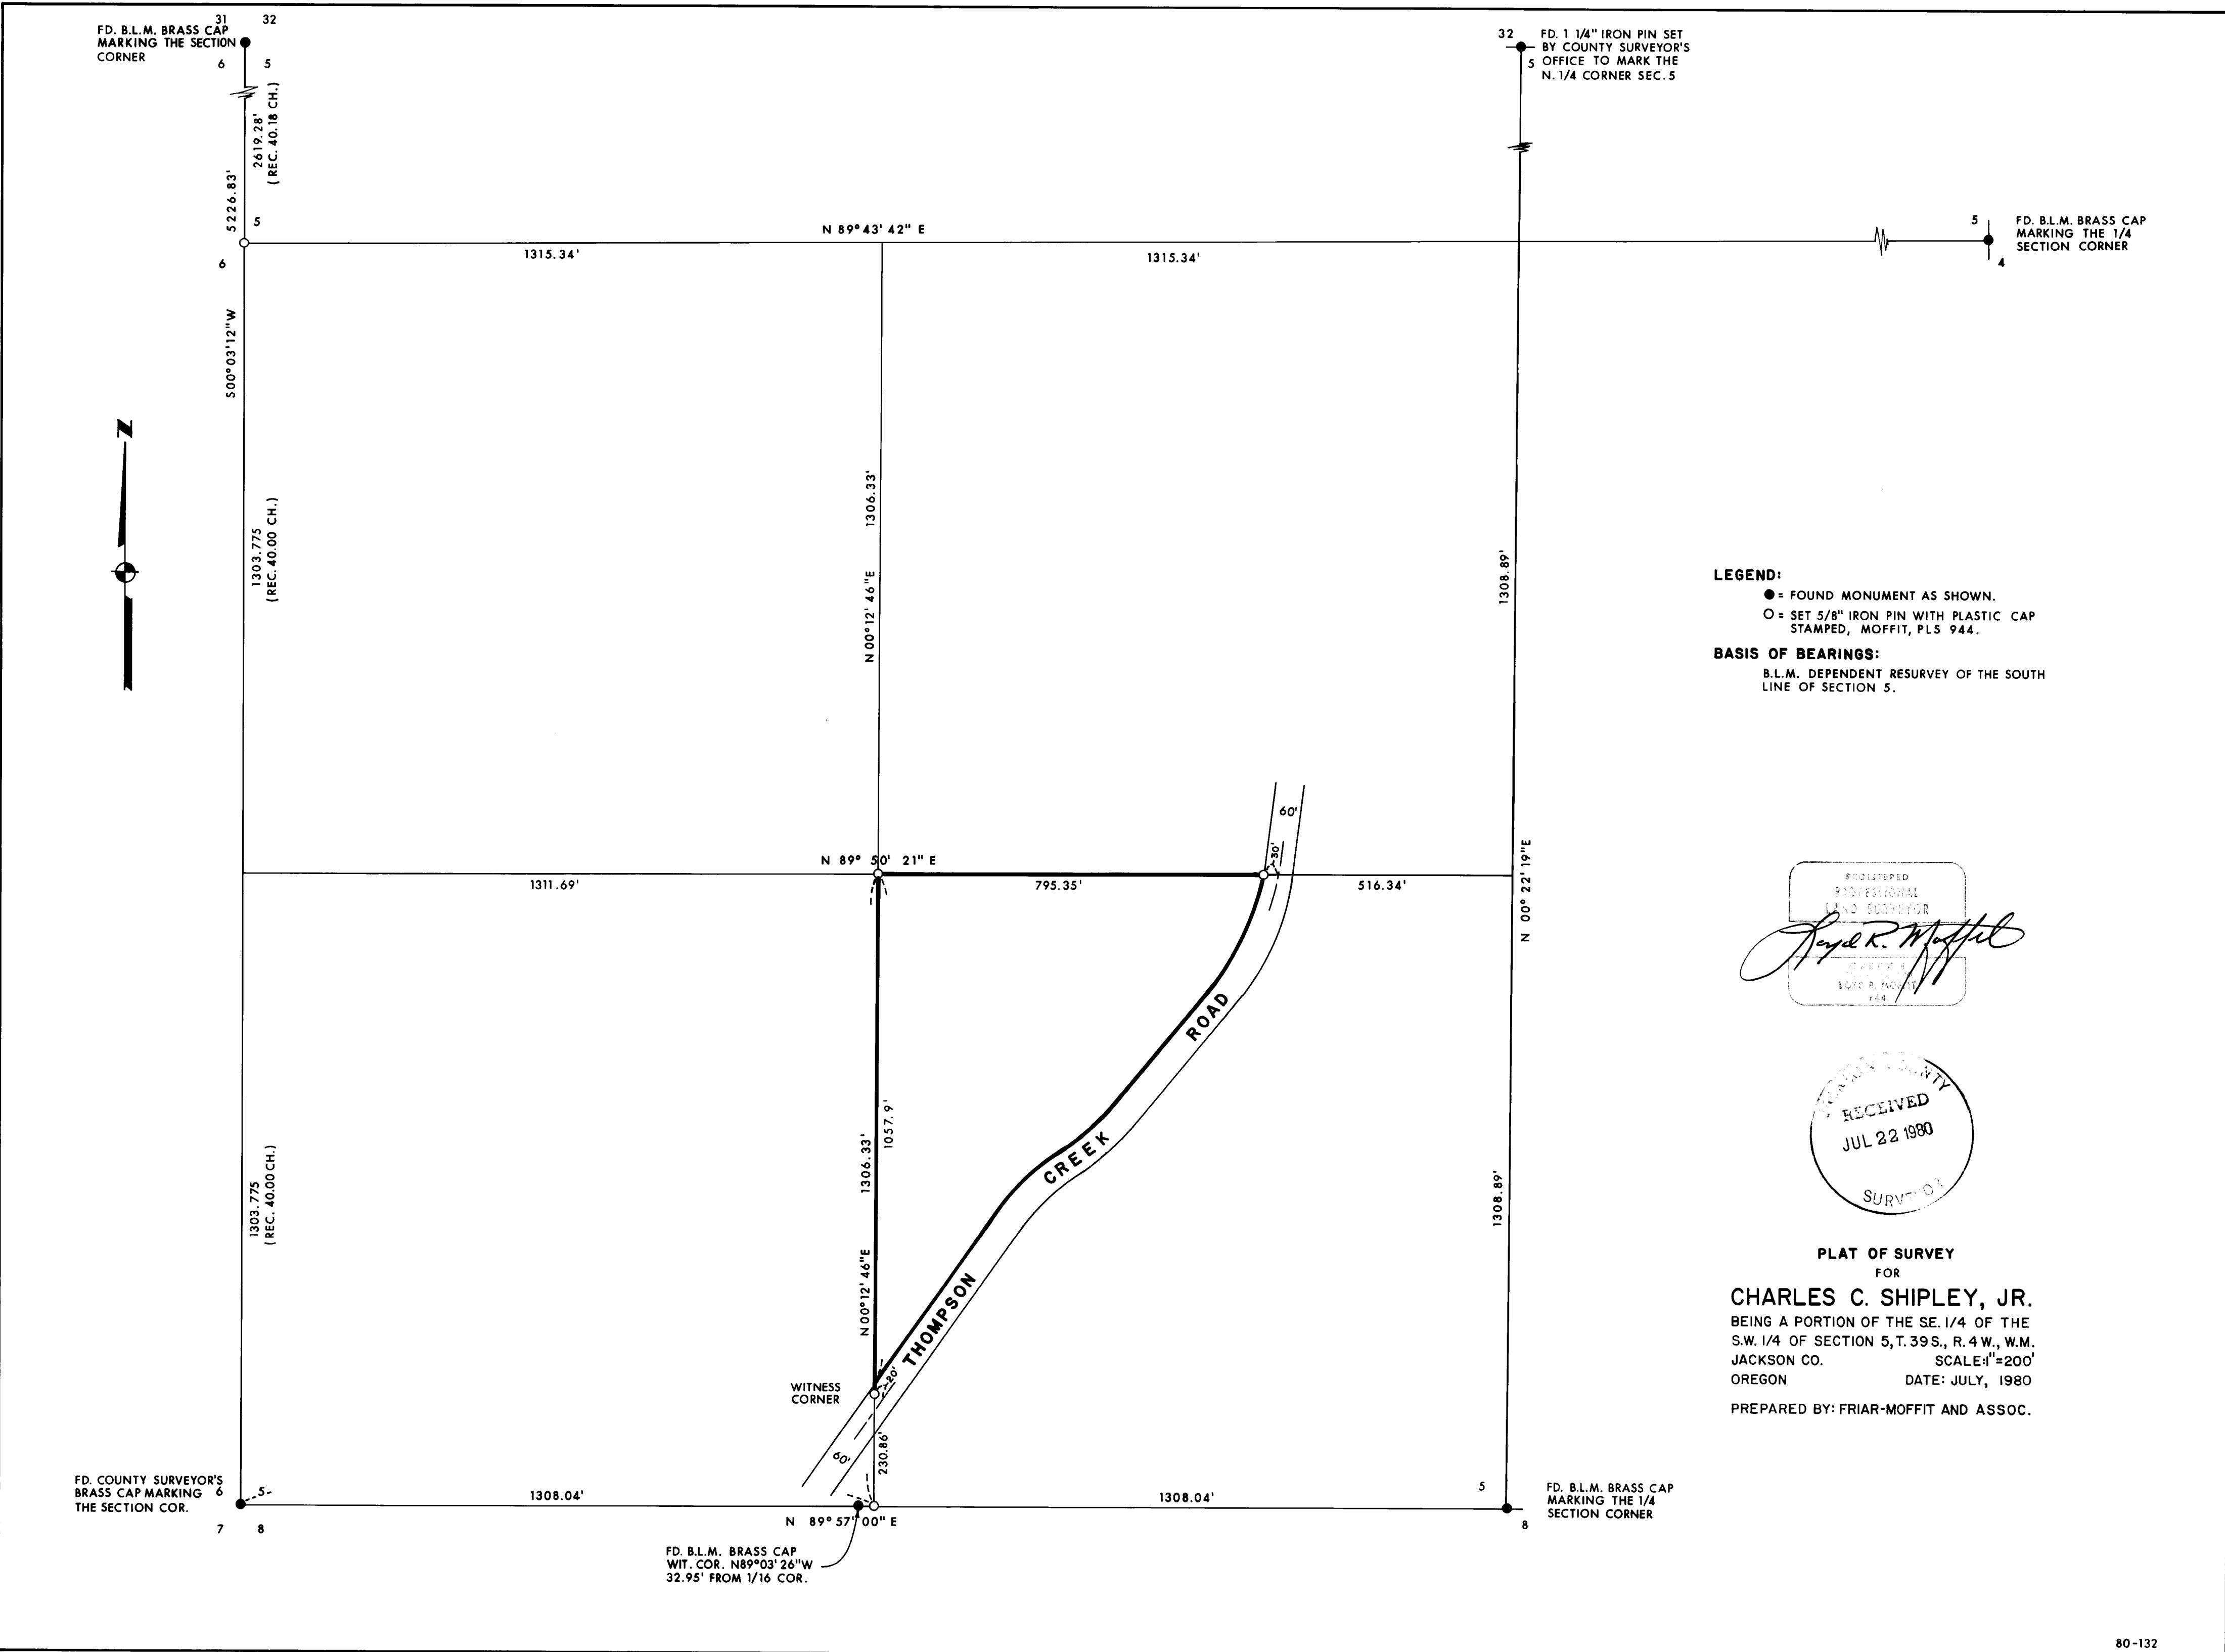 31 32
FD. B.L.M. BRASS CAP
MARKING THE SECTION
CORNER
6 5
32
FD. 1 1/4" IRON PIN SET
BY COUNTY SURVEYOR'S
5 OFFICE TO MARK THE
N. 1/4 CORNER SEC. 5
2619.28'
( REC. 40.18 CH.)
5226.83'
5
6
N 89° 43' 42" E
1315.34'
1315.34'
5
FD. B.L.M. BRASS CAP
MARKING THE 1/4
SECTION CORNER
4
S00°03'12"W
N
1303.775
(REC. 40.00 CH.)
1306.33'
N 00°12' 46"E
1308.89'
LEGEND:
● = FOUND MONUMENT AS SHOWN.
O = SET 5/8" IRON PIN WITH PLASTIC CAP
STAMPED, MOFFIT, PLS 944.
BASIS OF BEARINGS:
B.L.M. DEPENDENT RESURVEY OF THE SOUTH
LINE OF SECTION 5.
60'
30'
N 89° 50' 21" E
1311.69'
795.35'
516.34'
N 00° 22' 19"E
REGISTERED
PROFESSIONAL
LAND SURVEYOR
Loyd R. Moffit
944
THOMPSON CREEK ROAD
1057.9'
1306.33'
N 00°12' 46"E
1303.775
(REC. 40.00 CH.)
1308.89'
COUNTY
RECEIVED
JUL 22 1980
SURVEYOR
PLAT OF SURVEY
FOR
CHARLES C. SHIPLEY, JR.
BEING A PORTION OF THE S.E. 1/4 OF THE
S.W. 1/4 OF SECTION 5, T. 39 S., R. 4 W., W.M.
JACKSON CO. SCALE: 1"=200'
OREGON DATE: JULY, 1980
PREPARED BY: FRIAR-MOFFIT AND ASSOC.
WITNESS
CORNER
20'
60'
230.86'
FD. COUNTY SURVEYOR'S
BRASS CAP MARKING 6 5
THE SECTION COR.
7 8
1308.04'
1308.04'
N 89° 57' 00" E
5
FD. B.L.M. BRASS CAP
MARKING THE 1/4
SECTION CORNER
8
FD. B.L.M. BRASS CAP
WIT. COR. N89°03' 26"W
32.95' FROM 1/16 COR.
80-132